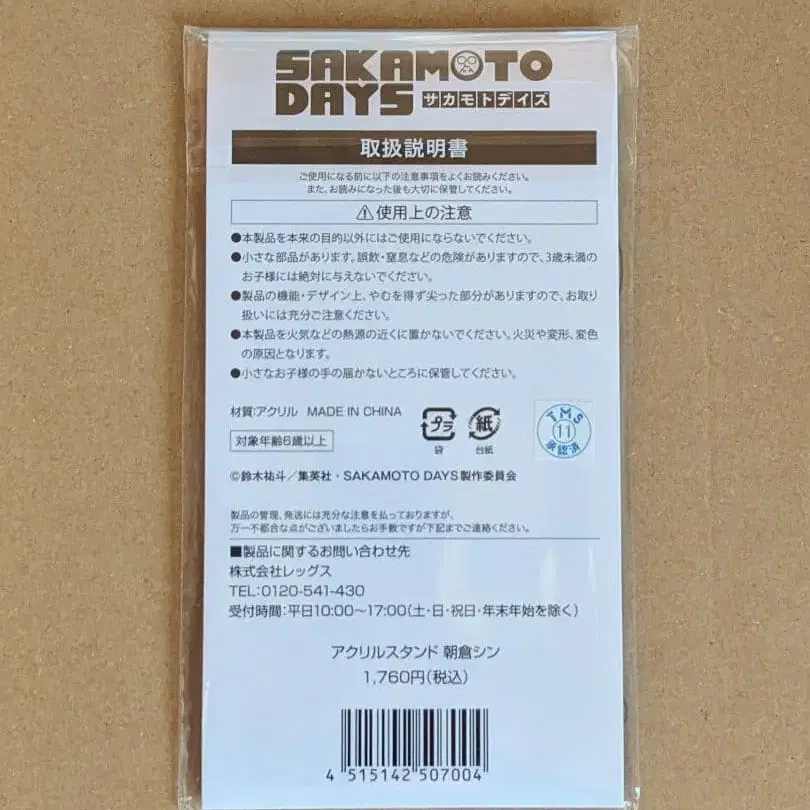 SAKAMOTO
DAYS サカモトデイズ
取扱説明書
ご使用になる前に以下の注意事項をよくお読みください。
また、お読みになった後も大切に保管してください。
⚠使用上の注意
●本製品を本来の目的以外にはご使用にならないでください。
●小さな部品があります。誤飲・窒息などの危険がありますので、3歳未満の
お子様には絶対に与えないでください。
●製品の機能・デザイン上、やむを得ず尖った部分がありますので、お取り
扱いには充分ご注意ください。
●本製品を火気などの熱源の近くに置かないでください。火災や変形、変色
の原因となります。
●小さなお子様の手の届かないところに保管してください。
材質:アクリル MADE IN CHINA
対象年齢6歳以上
プラ
袋
紙
台紙
TMS
11
承認済
©鈴木祐斗/集英社・SAKAMOTO DAYS製作委員会
製品の管理、発送には充分な注意を払っておりますが、
万一不都合な点がございましたらお手数ですが下記までご連絡ください。
■製品に関するお問い合わせ先
株式会社レッグス
TEL:0120-541-430
受付時間:平日10:00~17:00(土・日・祝日・年末年始を除く)
アクリルスタンド 朝倉シン
1,760円(税込)
4 515142 507004